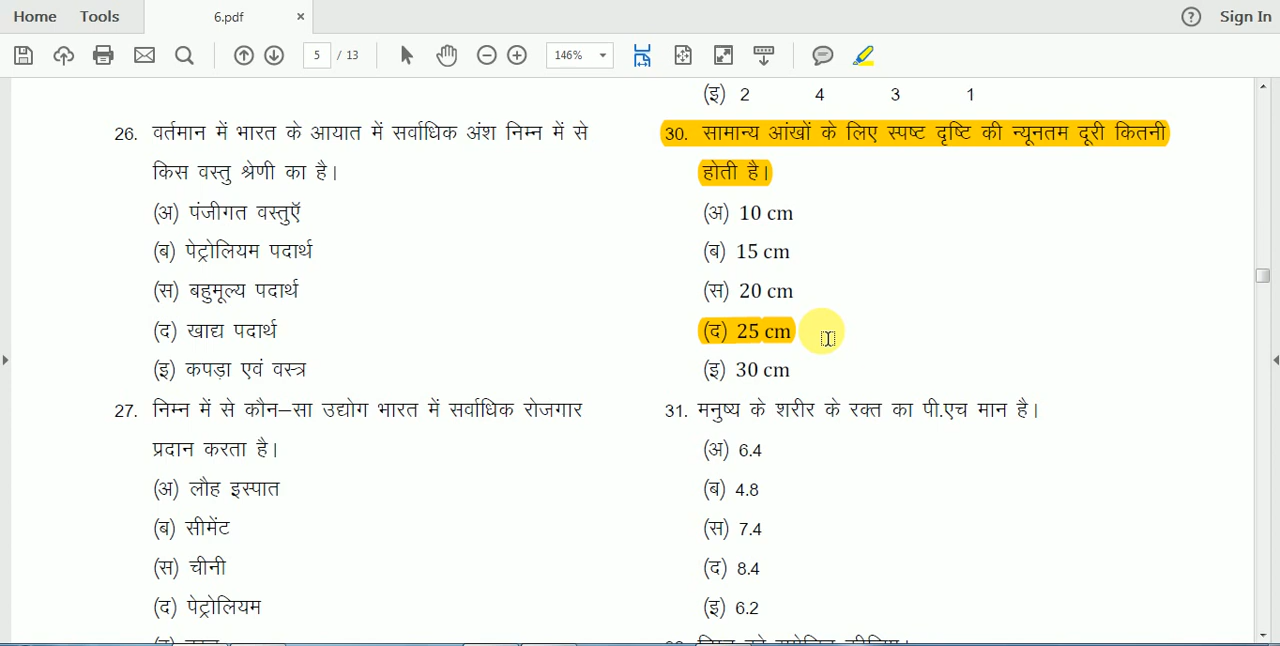 Home Tools 6.pdf × ? Sign In
5 / 13 146%
26. वर्तमान में भारत के आयात में सर्वाधिक अंश निम्न में से
किस वस्तु श्रेणी का है।
(अ) पंजीगत वस्तुऍ
(ब) पेट्रोलियम पदार्थ
(स) बहुमूल्य पदार्थ
(द) खाद्य पदार्थ
(इ) कपड़ा एवं वस्त्र
27. निम्न में से कौन–सा उद्योग भारत में सर्वाधिक रोजगार
प्रदान करता है।
(अ) लौह इस्पात
(ब) सीमेंट
(स) चीनी
(द) पेट्रोलियम
(इ) 2 4 3 1
30. सामान्य आंखों के लिए स्पष्ट दृष्टि की न्यूनतम दूरी कितनी
होती है।
(अ) 10 cm
(ब) 15 cm
(स) 20 cm
(द) 25 cm
(इ) 30 cm
31. मनुष्य के शरीर के रक्त का पी.एच मान है।
(अ) 6.4
(ब) 4.8
(स) 7.4
(द) 8.4
(इ) 6.2